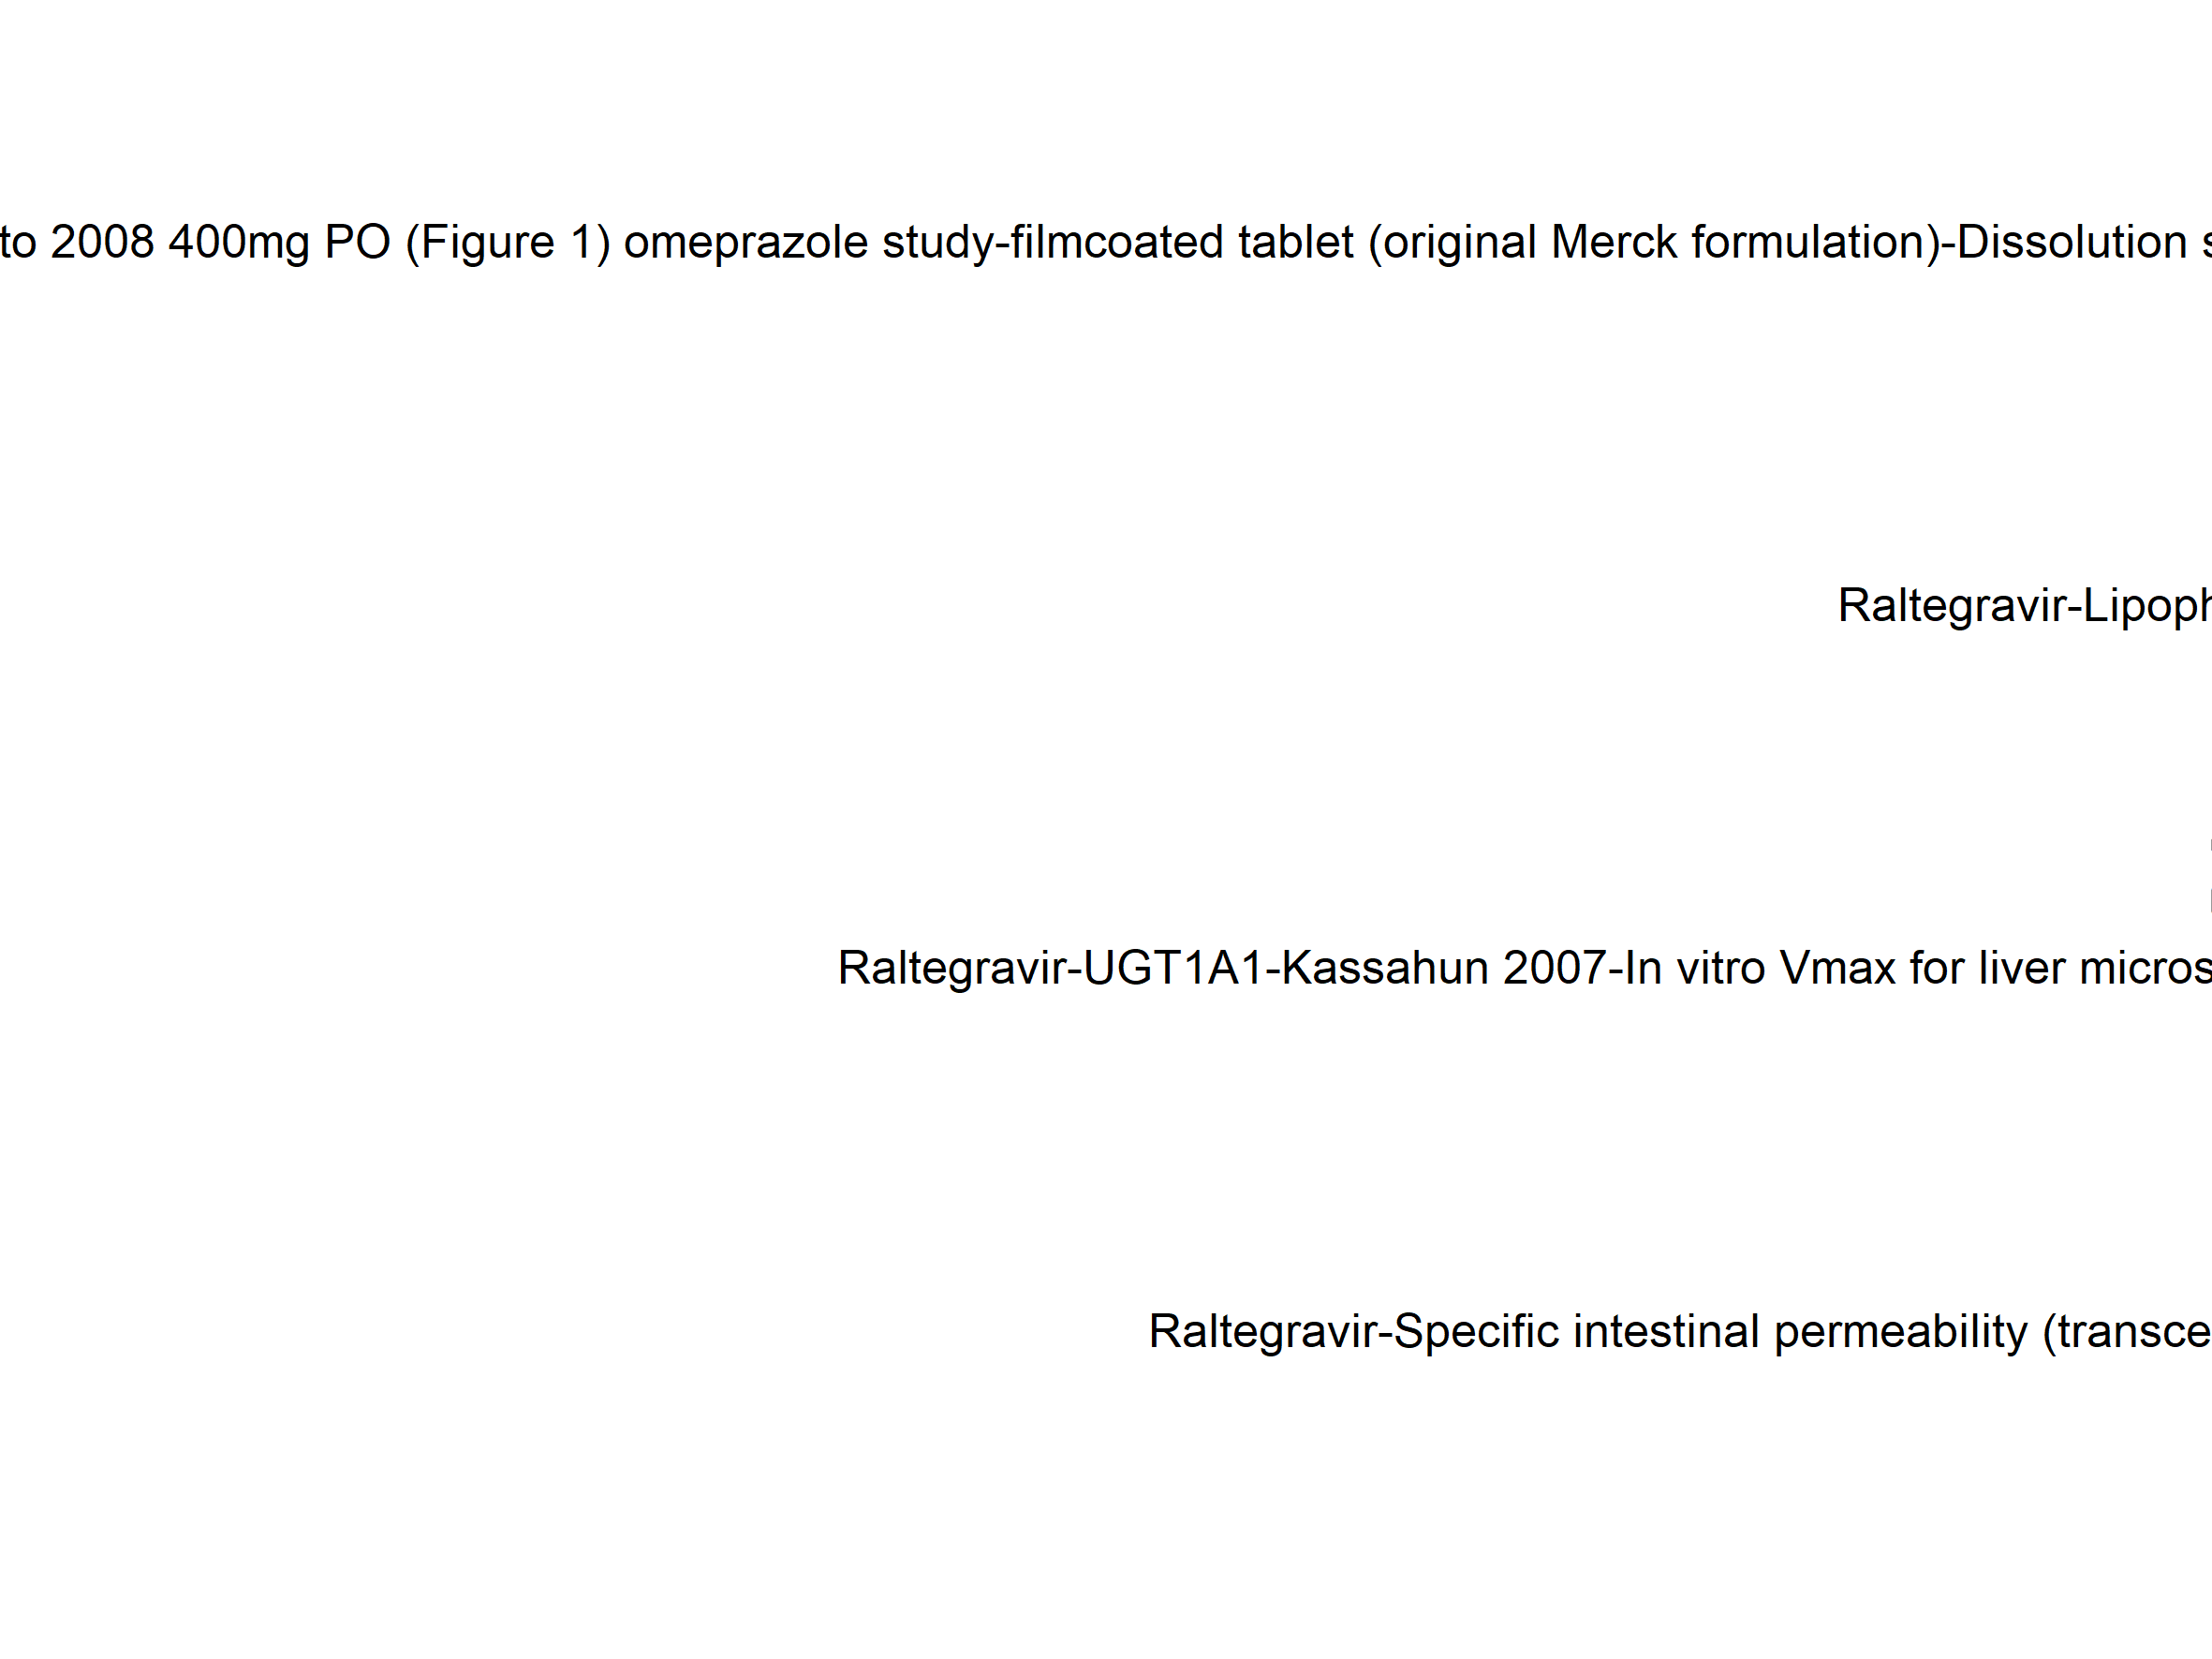 to 2008 400mg PO (Figure 1) omeprazole study-filmcoated tablet (original Merck formulation)-Dissolution s
Raltegravir-Lipoph
Raltegravir-UGT1A1-Kassahun 2007-In vitro Vmax for liver micros
Raltegravir-Specific intestinal permeability (transce